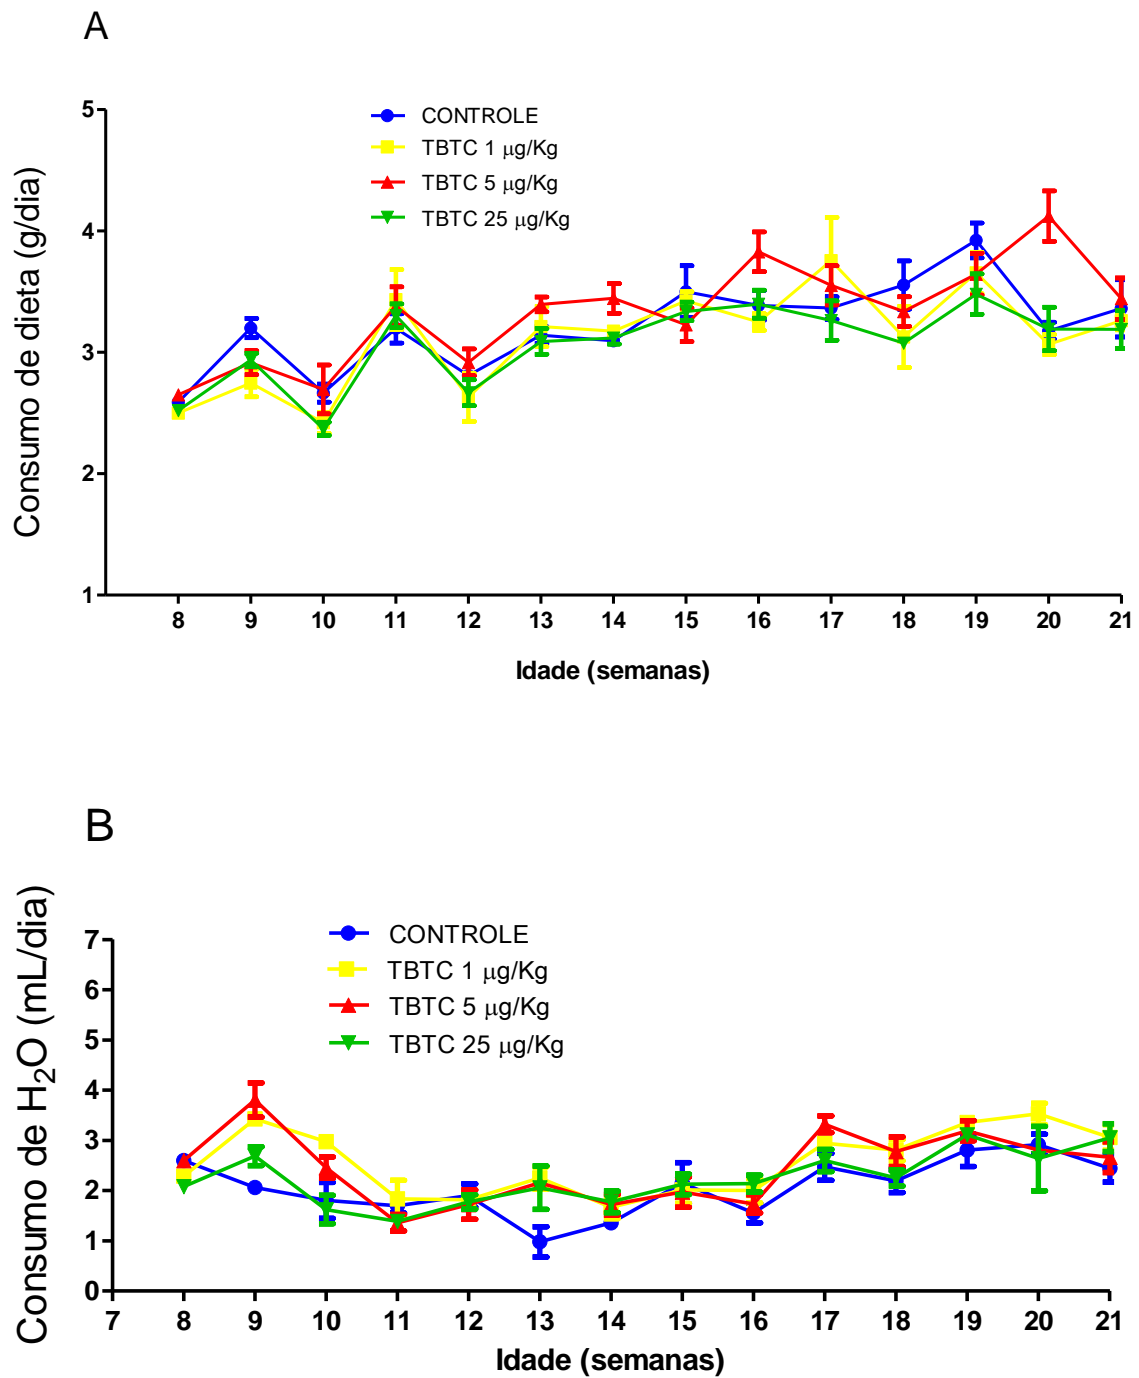 A
Consumo de dieta (g/dia)
5
4
3
2
1
CONTROLE
TBTC 1 μg/Kg
TBTC 5 μg/Kg
TBTC 25 μg/Kg
8 9 10 11 12 13 14 15 16 17 18 19 20 21
Idade (semanas)
B
Consumo de H₂O (mL/dia)
7
6
5
4
3
2
1
0
CONTROLE
TBTC 1 μg/Kg
TBTC 5 μg/Kg
TBTC 25 μg/Kg
7 8 9 10 11 12 13 14 15 16 17 18 19 20 21
Idade (semanas)